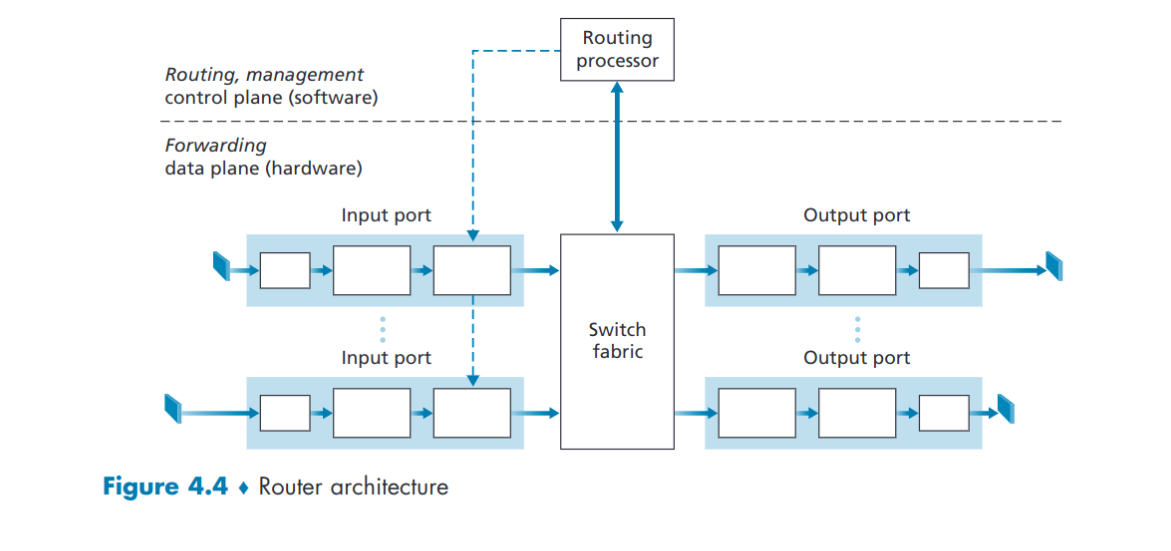 Routing
processor
Routing, management
control plane (software)
Forwarding
data plane (hardware)
Input port
Output port
Switch
fabric
Input port
Output port
Figure 4.4 ♦ Router architecture